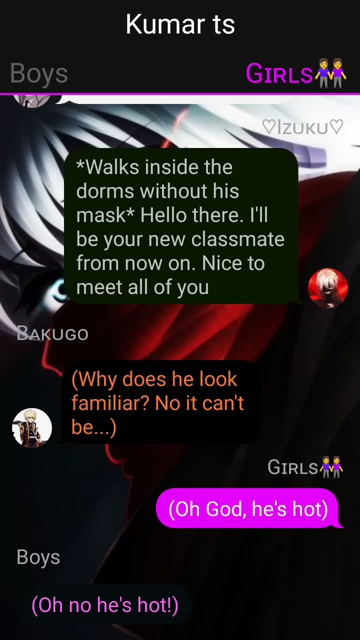 Kumar ts
Boys
GIRLS👭
♡IZUKU♡
*Walks inside the
dorms without his
mask* Hello there. I'll
be your new classmate
from now on. Nice to
meet all of you
BAKUGO
(Why does he look
familiar? No it can't
be...)
GIRLS👭
(Oh God, he's hot)
Boys
(Oh no he's hot!)